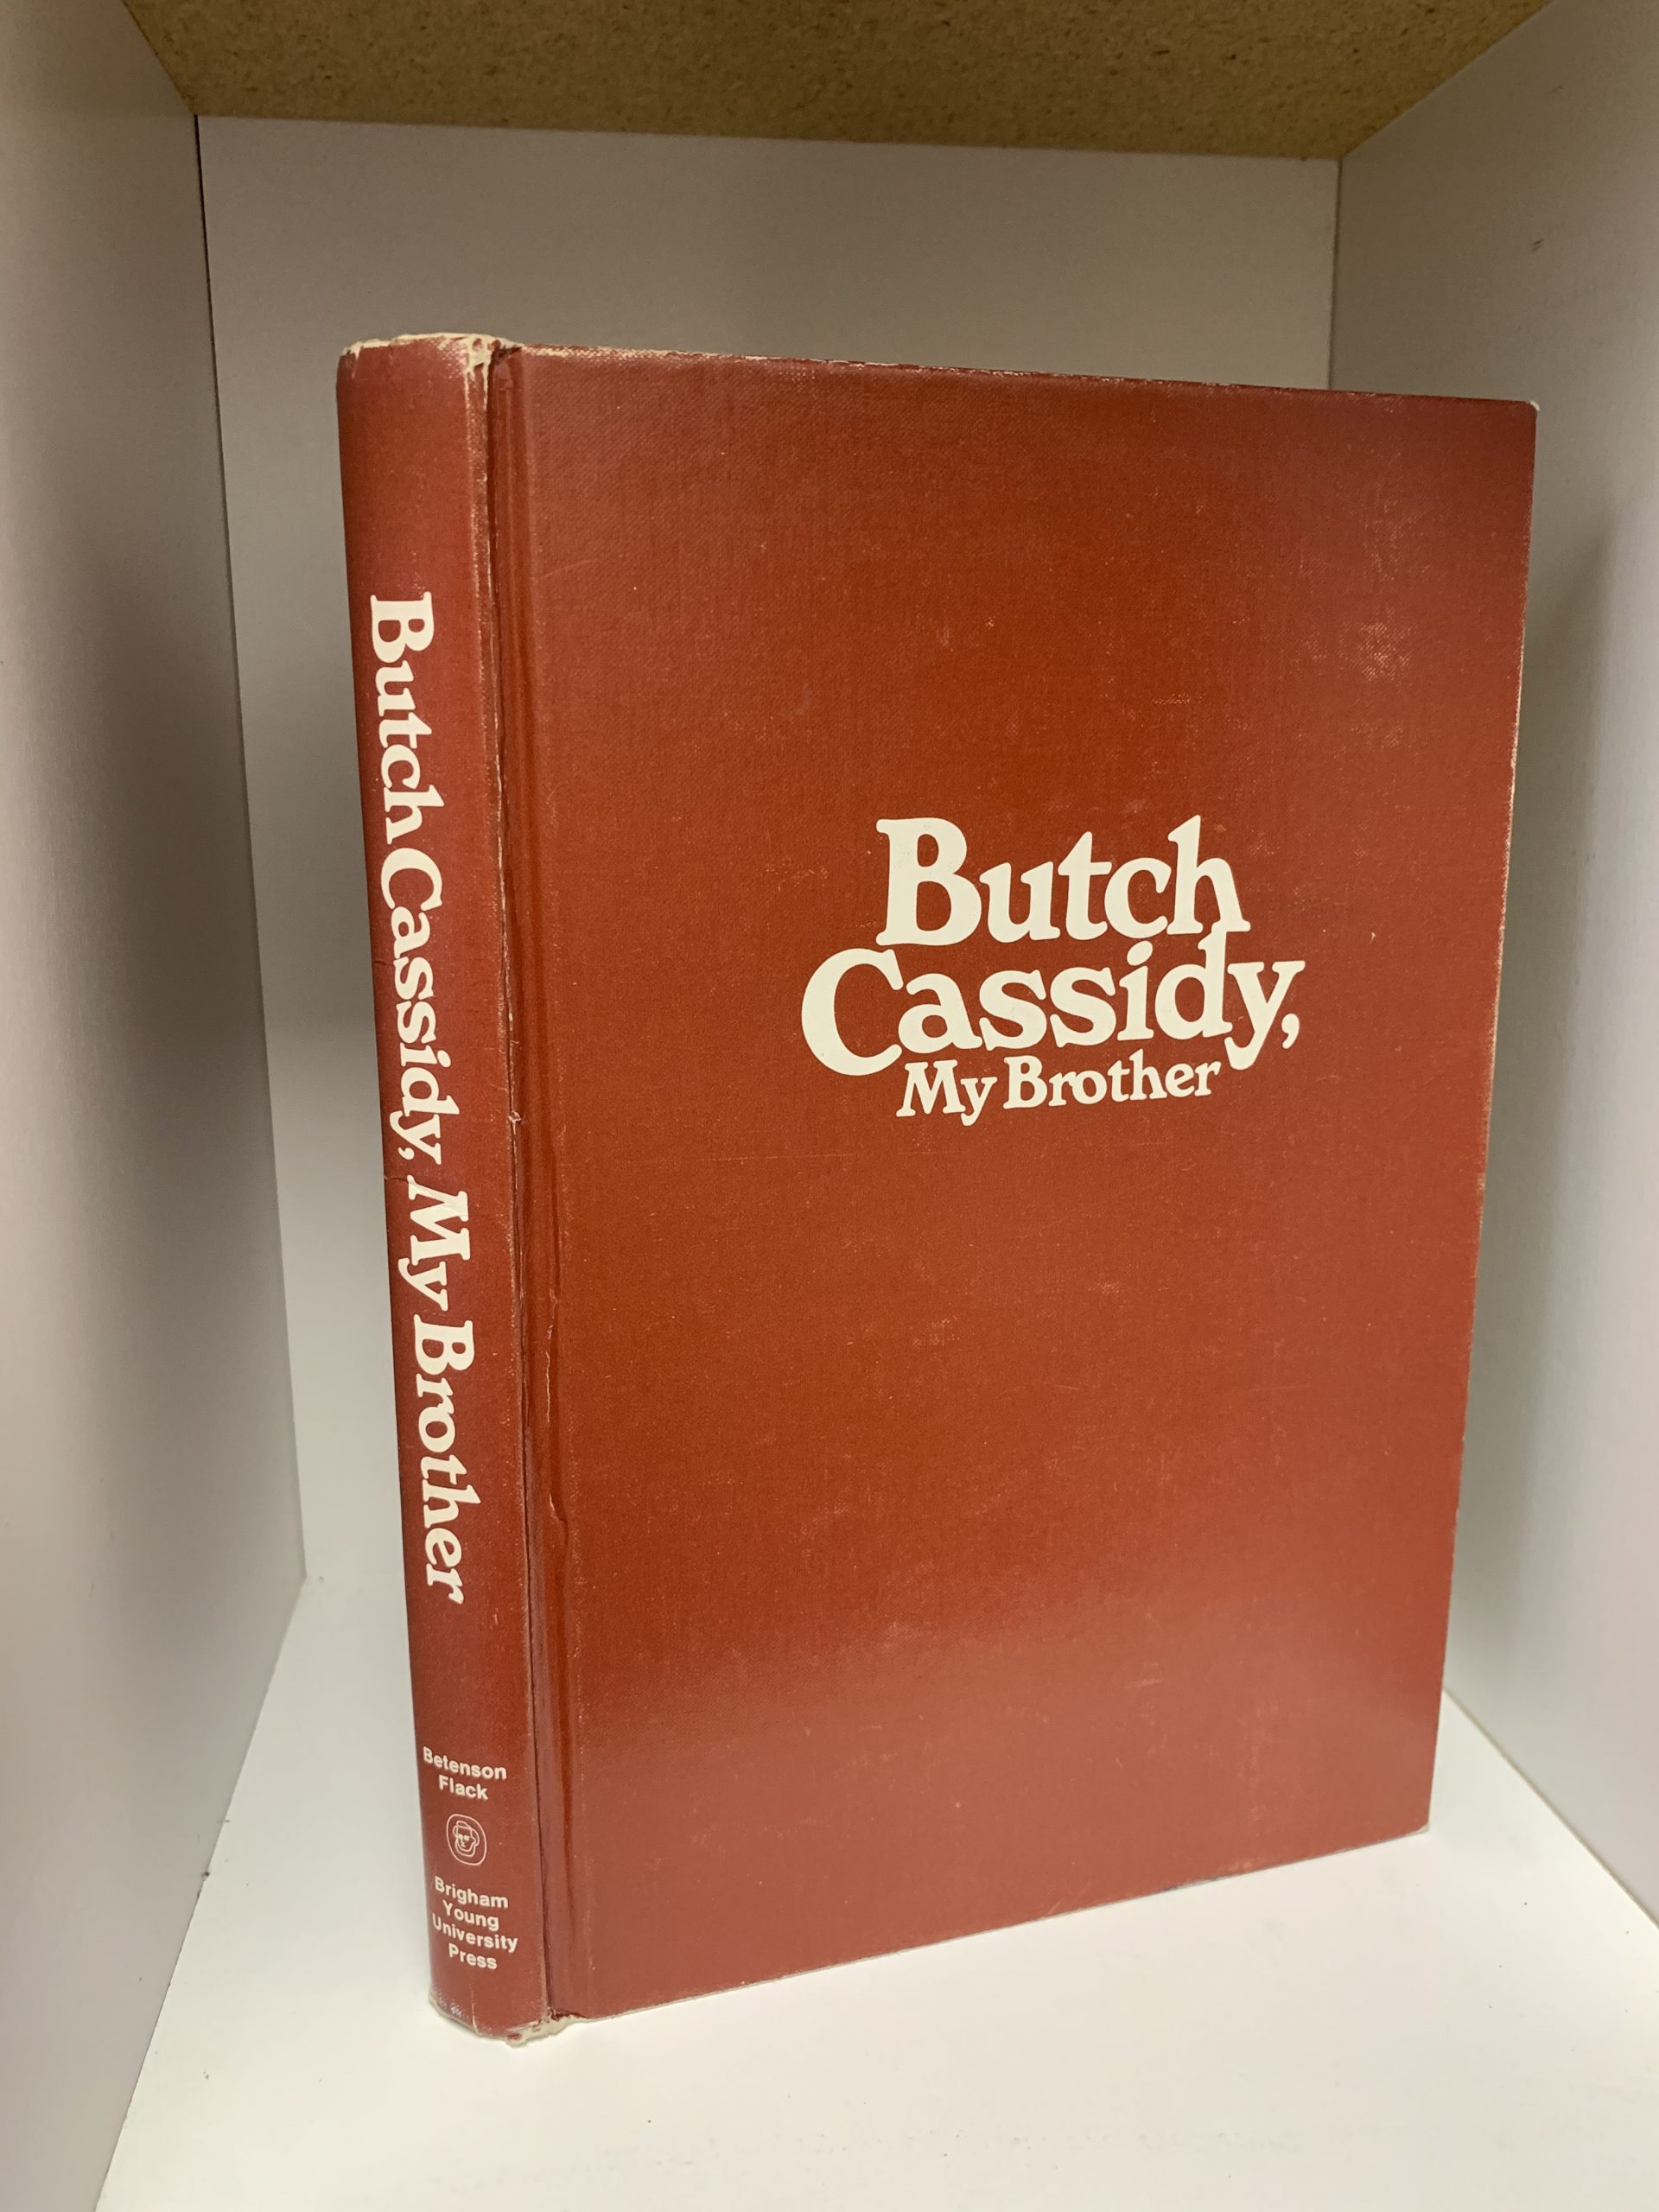 Butch Cassidy, My Brother
Betenson
Flack
Brigham
Young
University
Press
Butch
Cassidy,
My Brother